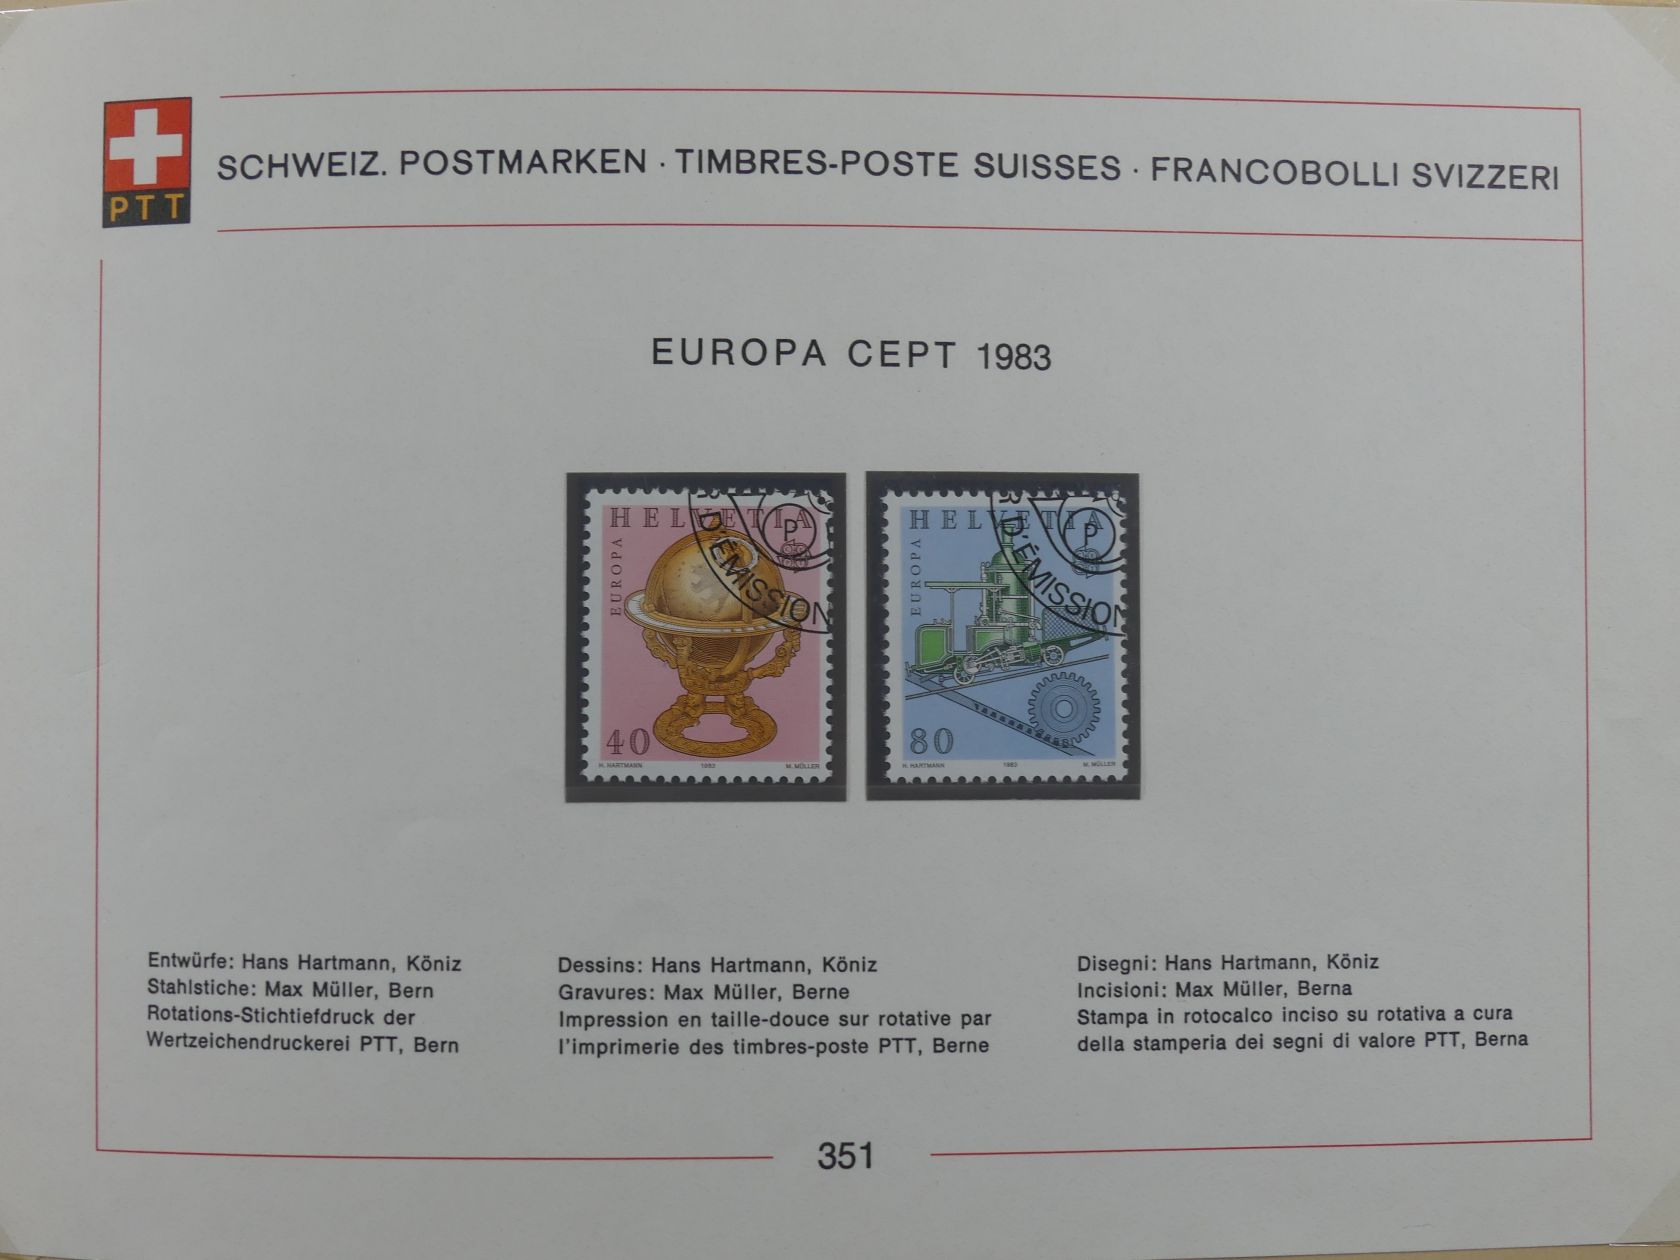 PTT
SCHWEIZ. POSTMARKEN · TIMBRES-POSTE SUISSES · FRANCOBOLLI SVIZZERI
EUROPA CEPT 1983
HELVETIA
EUROPA
P
D'ÉMISSION
40
H. HARTMANN 1983 M. MÜLLER
HELVETIA
EUROPA
P
D'ÉMISSION
80
H. HARTMANN 1983 M. MÜLLER
Entwürfe: Hans Hartmann, Köniz
Stahlstiche: Max Müller, Bern
Rotations-Stichtiefdruck der
Wertzeichendruckerei PTT, Bern
Dessins: Hans Hartmann, Köniz
Gravures: Max Müller, Berne
Impression en taille-douce sur rotative par
l'imprimerie des timbres-poste PTT, Berne
Disegni: Hans Hartmann, Köniz
Incisioni: Max Müller, Berna
Stampa in rotocalco inciso su rotativa a cura
della stamperia dei segni di valore PTT, Berna
351